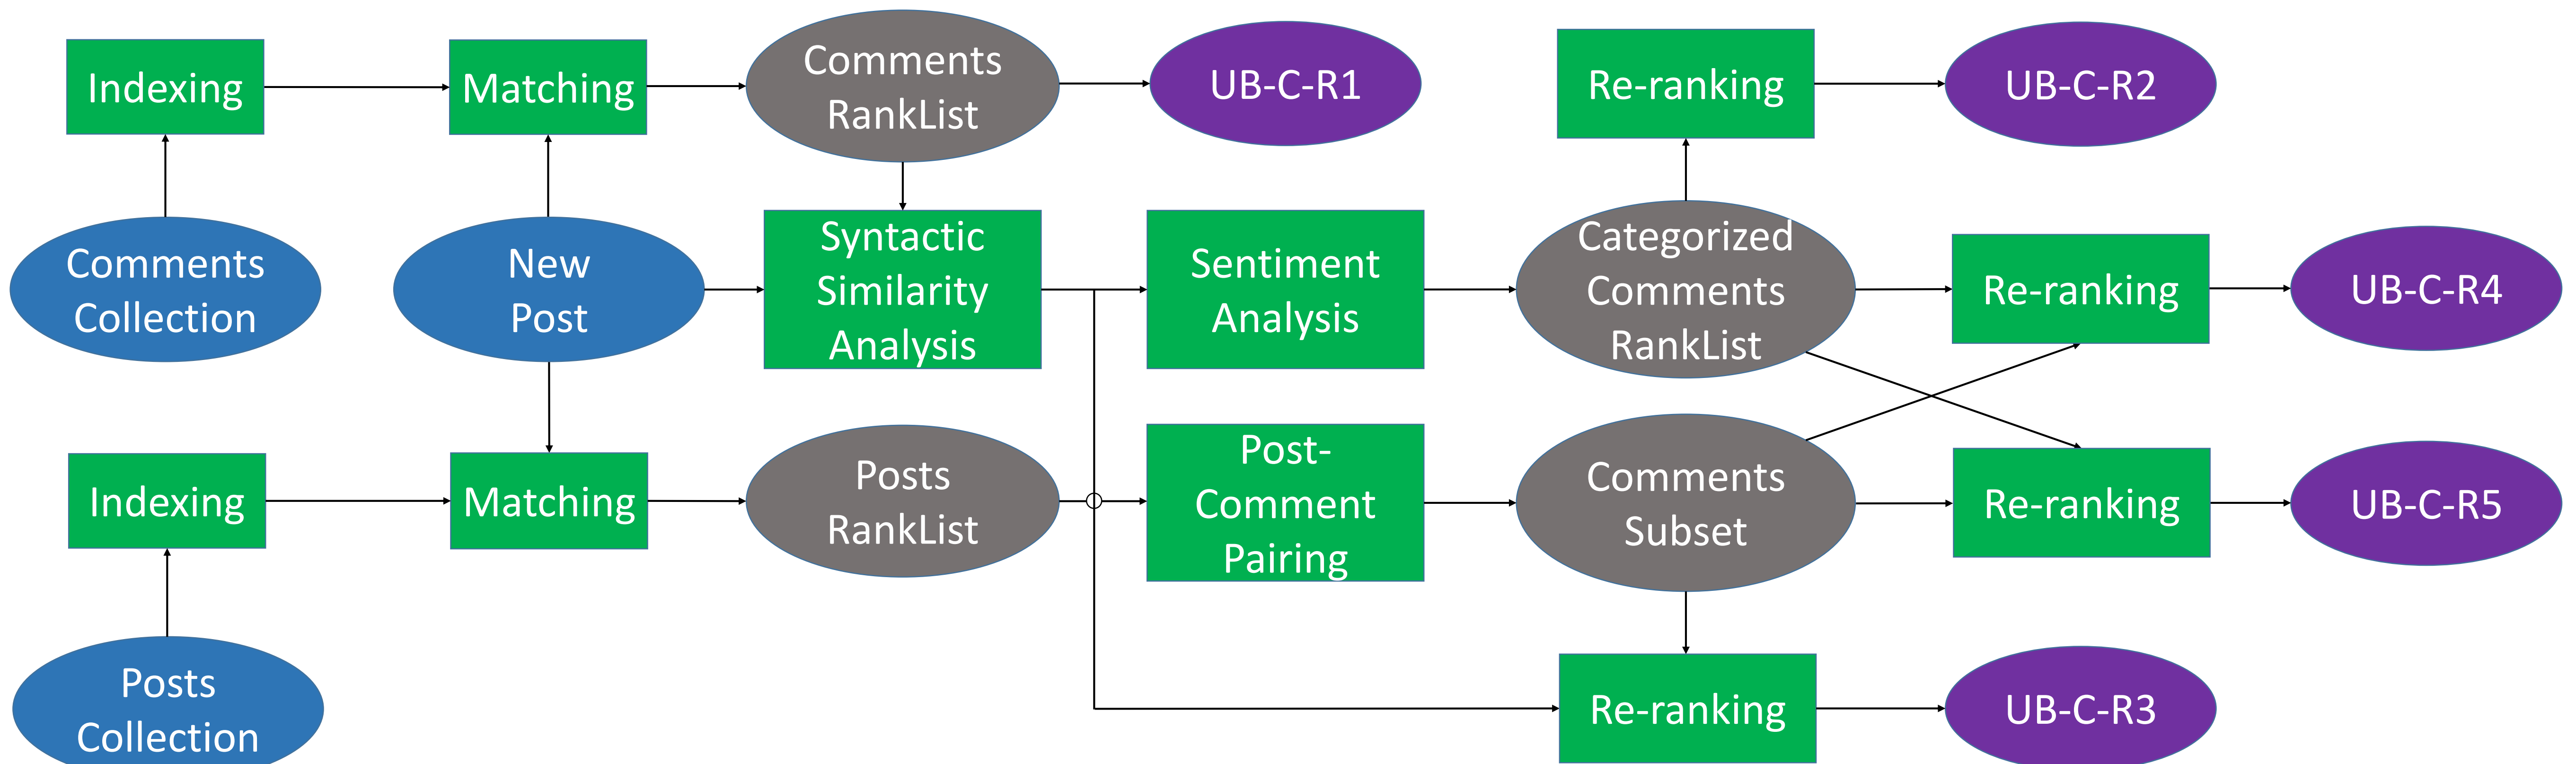 Indexing
Matching
Comments
RankList
UB-C-R1
Re-ranking
UB-C-R2
Comments
Collection
New
Post
Syntactic
Similarity
Analysis
Sentiment
Analysis
Categorized
Comments
RankList
Re-ranking
UB-C-R4
Indexing
Matching
Posts
RankList
Post-
Comment
Pairing
Comments
Subset
Re-ranking
UB-C-R5
Posts
Collection
Re-ranking
UB-C-R3